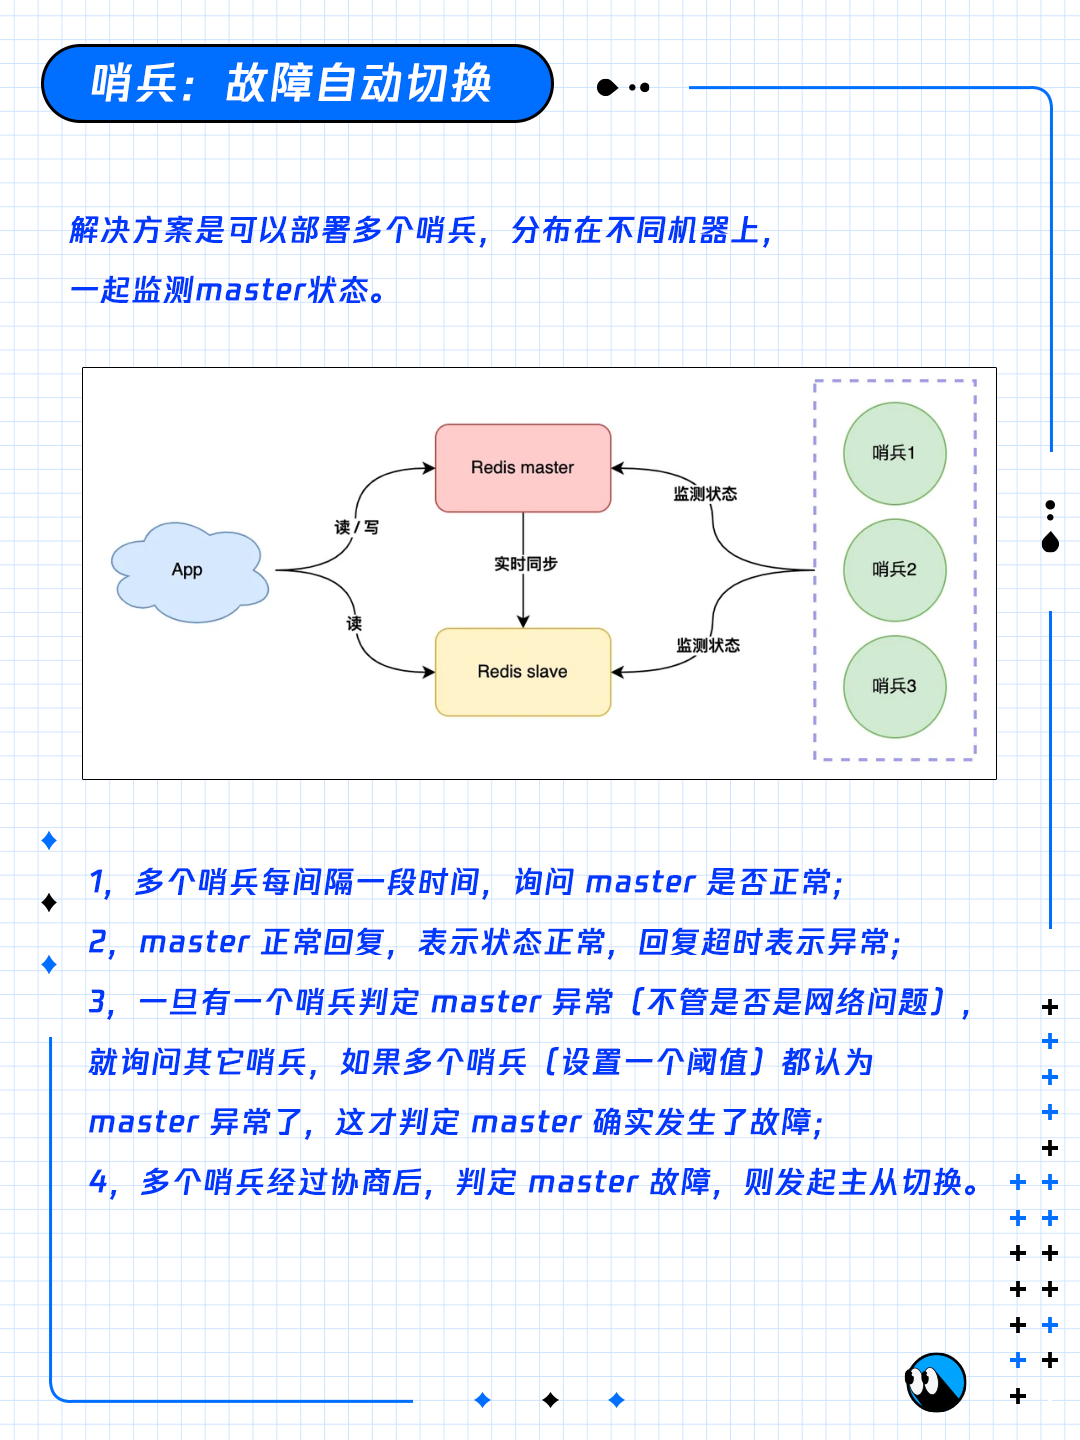 哨兵：故障自动切换
解决方案是可以部署多个哨兵，分布在不同机器上，
一起监测master状态。
哨兵1
Redis master
监测状态
读 / 写
实时同步
App
哨兵2
读
监测状态
Redis slave
哨兵3
1，多个哨兵每间隔一段时间，询问 master 是否正常；
2，master 正常回复，表示状态正常，回复超时表示异常；
3，一旦有一个哨兵判定 master 异常（不管是否是网络问题），
就询问其它哨兵，如果多个哨兵（设置一个阈值）都认为
master 异常了，这才判定 master 确实发生了故障；
4，多个哨兵经过协商后，判定 master 故障，则发起主从切换。